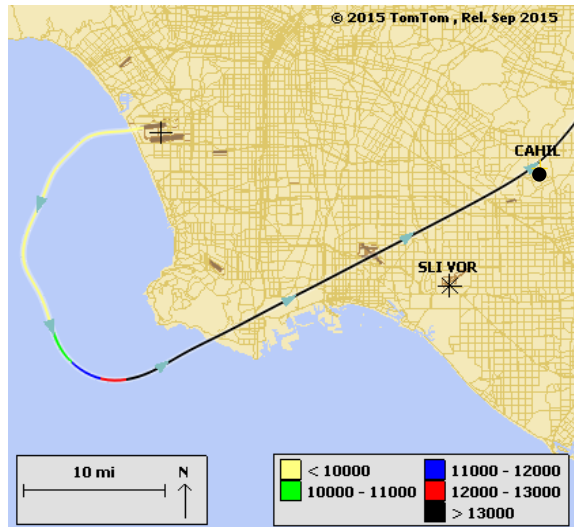 © 2015 TomTom , Rel. Sep 2015
CAHIL
SLI VOR
10 mi
N
< 10000
10000 - 11000
11000 - 12000
12000 - 13000
> 13000